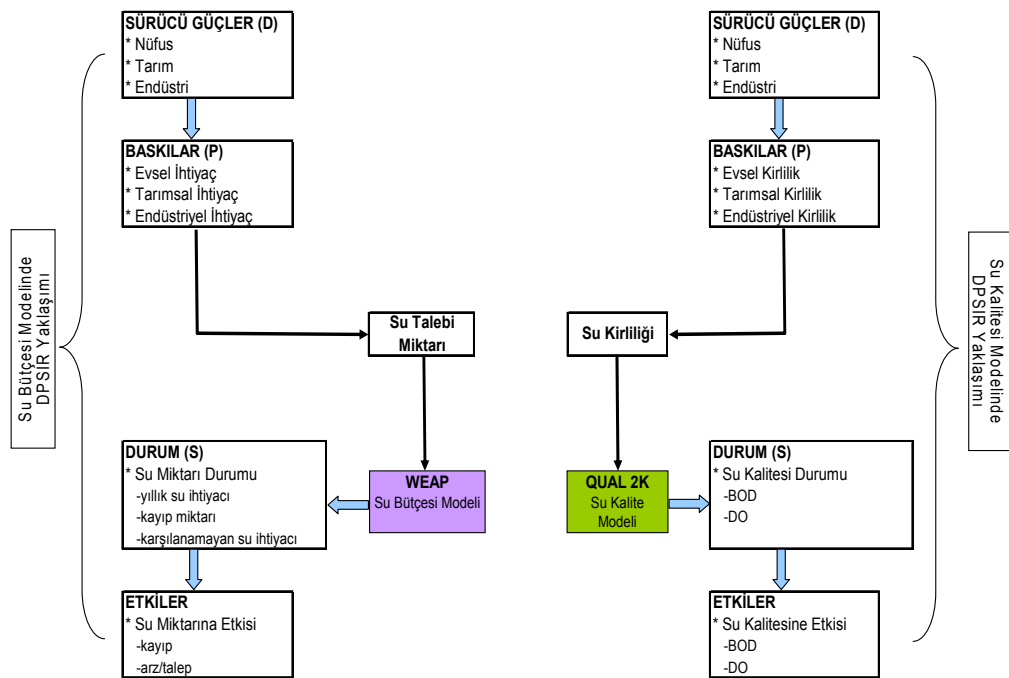 SÜRÜCÜ GÜÇLER (D)
* Nüfus
* Tarım
* Endüstri
BASKILAR (P)
* Evsel İhtiyaç
* Tarımsal İhtiyaç
* Endüstriyel İhtiyaç
Su Bütçesi Modelinde
DPSIR Yaklaşımı
Su Talebi
Miktarı
DURUM (S)
* Su Miktarı Durumu
-yıllık su ihtiyacı
-kayıp miktarı
-karşılanamayan su ihtiyacı
WEAP
Su Bütçesi Modeli
ETKİLER
* Su Miktarına Etkisi
-kayıp
-arz/talep
SÜRÜCÜ GÜÇLER (D)
* Nüfus
* Tarım
* Endüstri
BASKILAR (P)
* Evsel Kirlilik
* Tarımsal Kirlilik
* Endüstriyel Kirlilik
Su Kalitesi Modelinde
DPSIR Yaklaşımı
Su Kirliliği
QUAL 2K
Su Kalite
Modeli
DURUM (S)
* Su Kalitesi Durumu
-BOD
-DO
ETKİLER
* Su Kalitesine Etkisi
-BOD
-DO